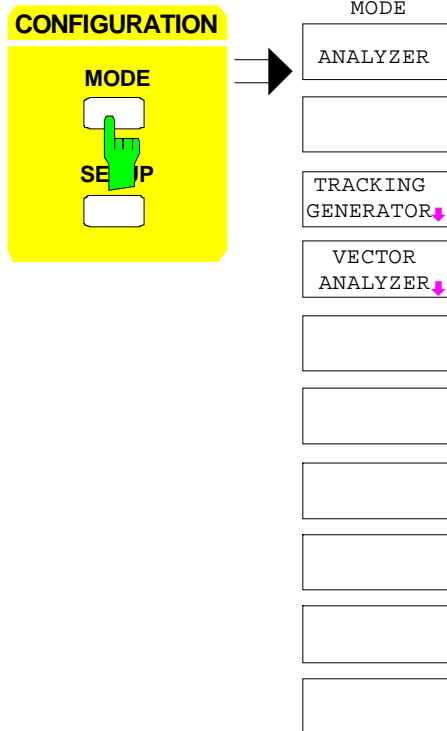 CONFIGURATION
MODE
SETUP
MODE
ANALYZER
TRACKING
GENERATOR
VECTOR
ANALYZER